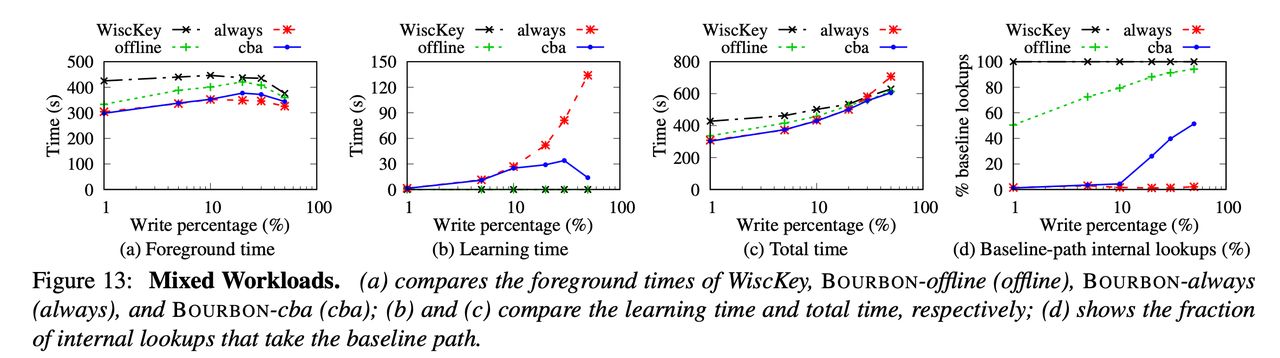 WiscKey always
offline cba
500
400
300
200
100
0
Time (s)
1 10 100
Write percentage (%)
(a) Foreground time
WiscKey always
offline cba
150
120
90
60
30
0
Time (s)
1 10 100
Write percentage (%)
(b) Learning time
WiscKey always
offline cba
800
600
400
200
0
Time (s)
1 10 100
Write percentage (%)
(c) Total time
WiscKey always
offline cba
100
80
60
40
20
0
% baseline lookups
1 10 100
Write percentage (%)
(d) Baseline-path internal lookups (%)
Figure 13: Mixed Workloads. (a) compares the foreground times of WiscKey, BOURBON-offline (offline), BOURBON-always
(always), and BOURBON-cba (cba); (b) and (c) compare the learning time and total time, respectively; (d) shows the fraction
of internal lookups that take the baseline path.